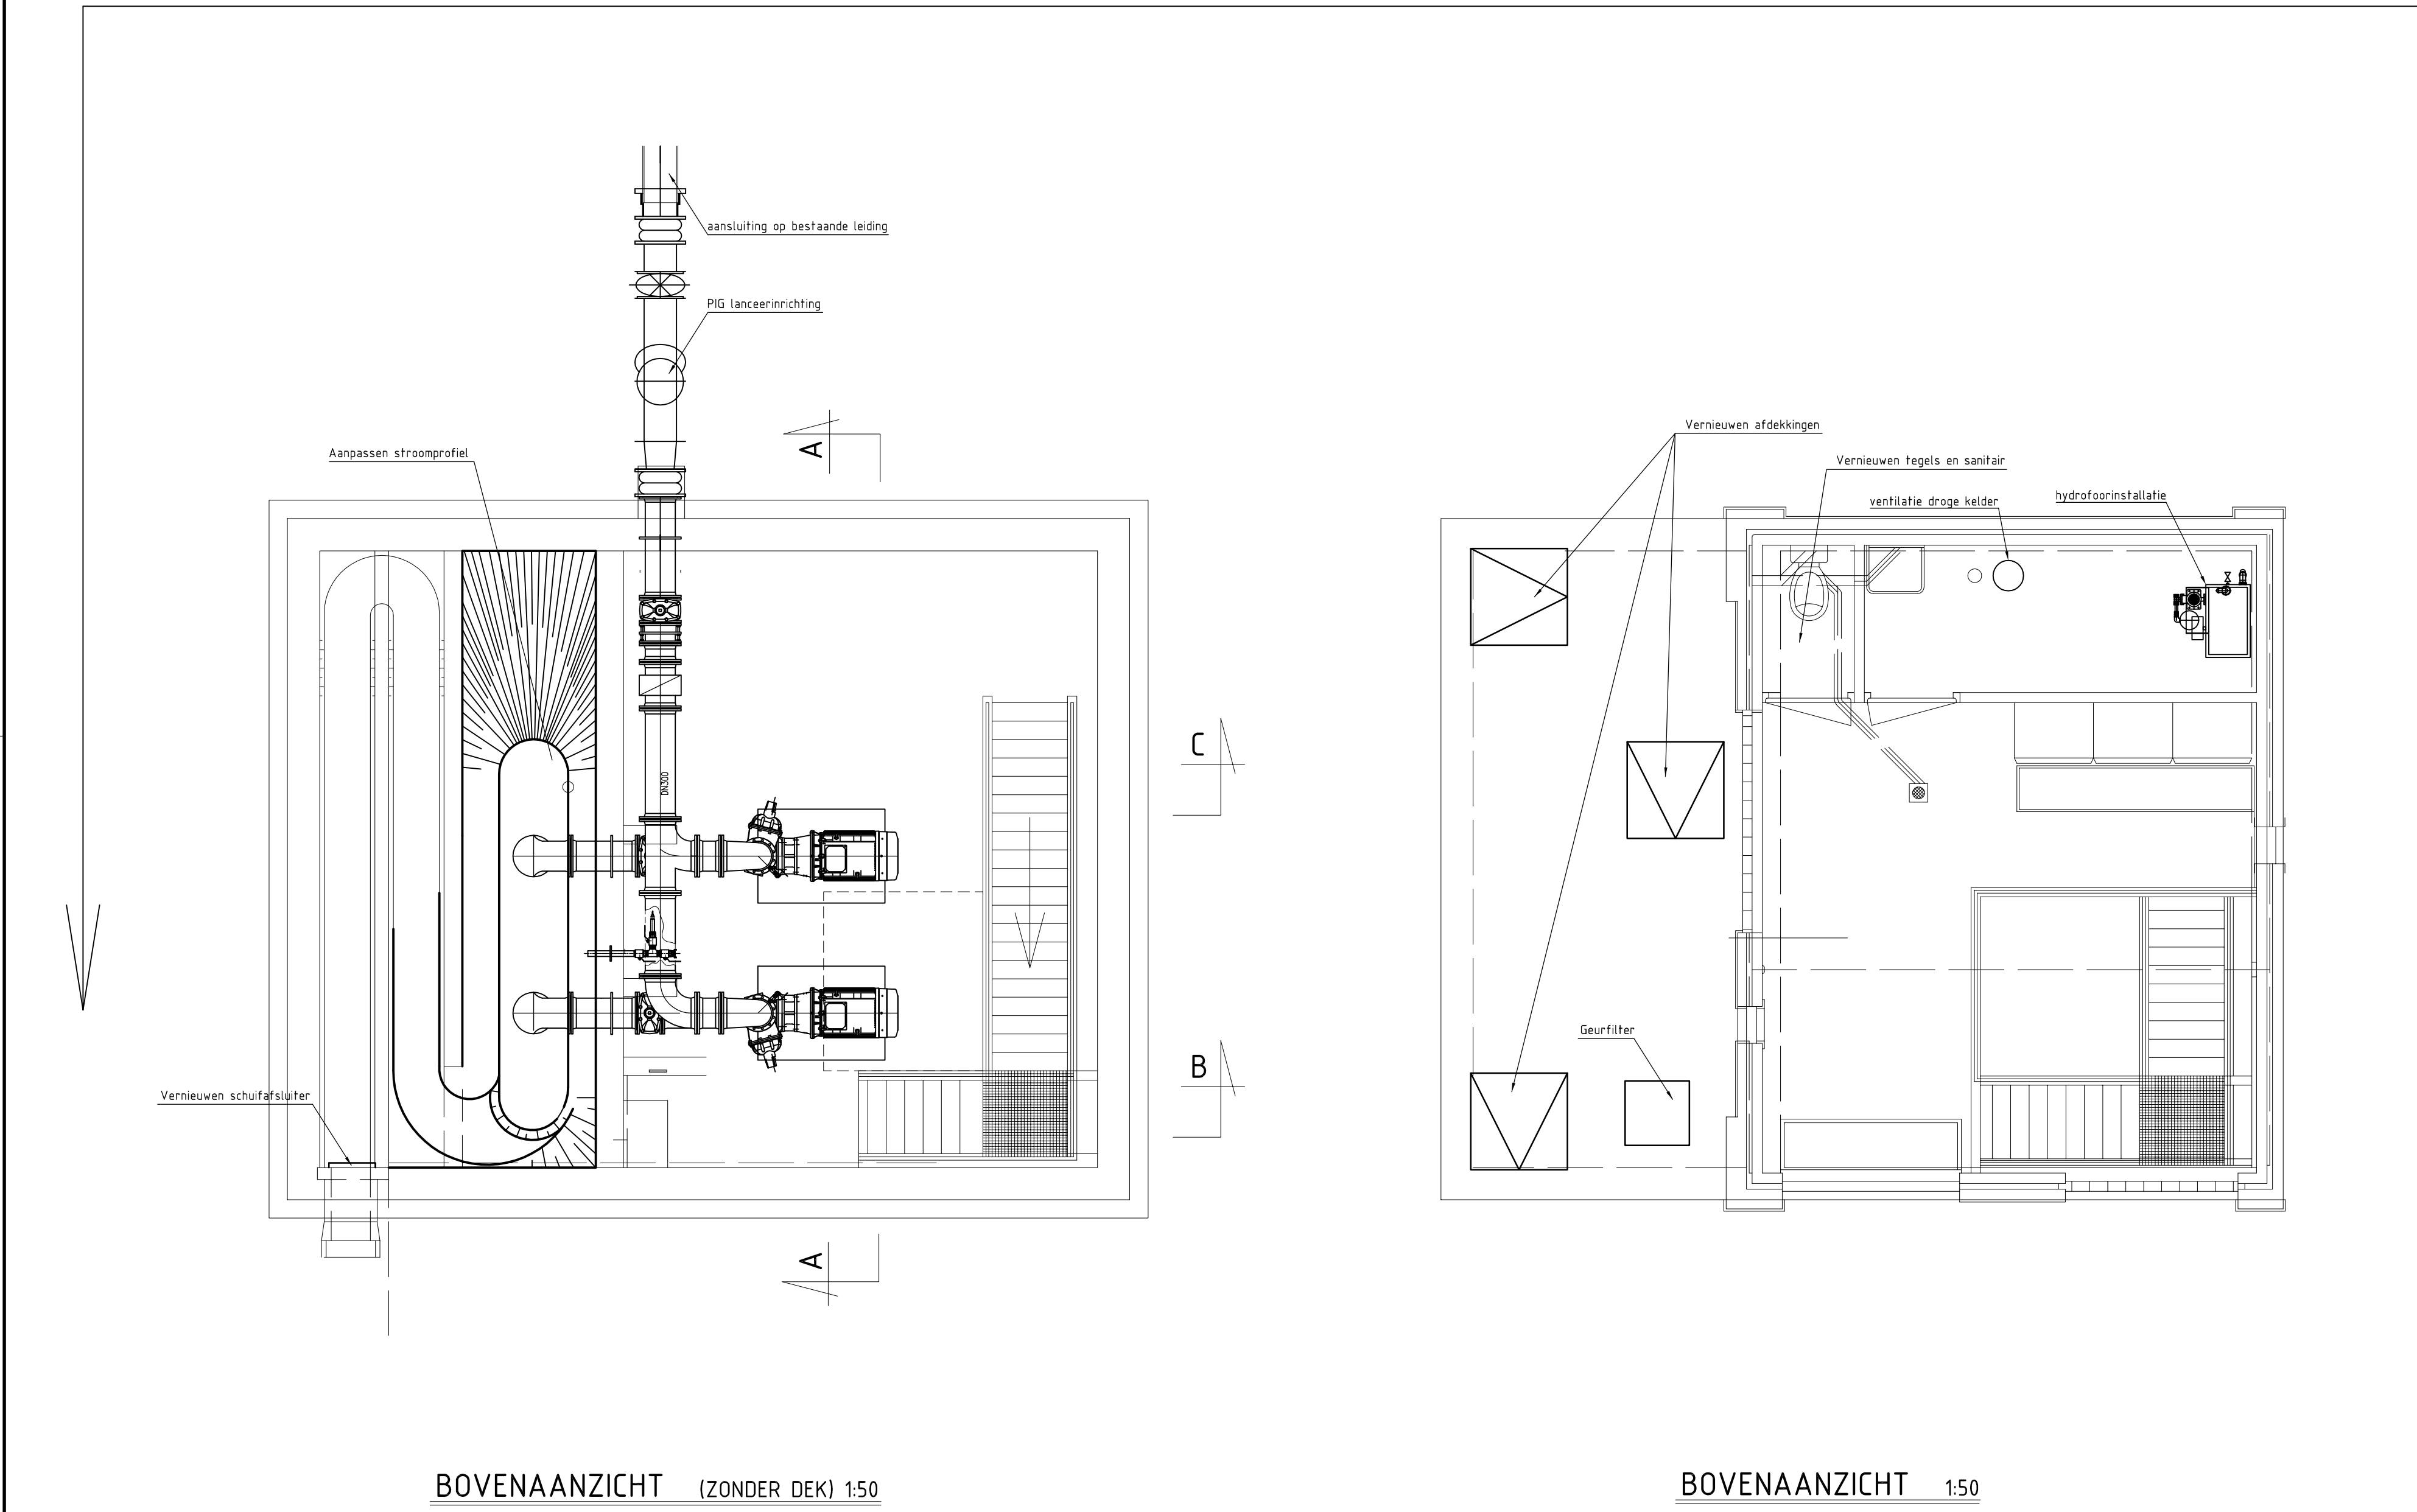 aansluiting op bestaande leiding
PIG lanceerinrichting
A
Aanpassen stroomprofiel
DN300
C
B
Vernieuwen schuifafsluiter
A
BOVENAANZICHT (ZONDER DEK) 1:50
Vernieuwen afdekkingen
Vernieuwen tegels en sanitair
ventilatie droge kelder
hydrofoorinstallatie
Geurfilter
BOVENAANZICHT 1:50